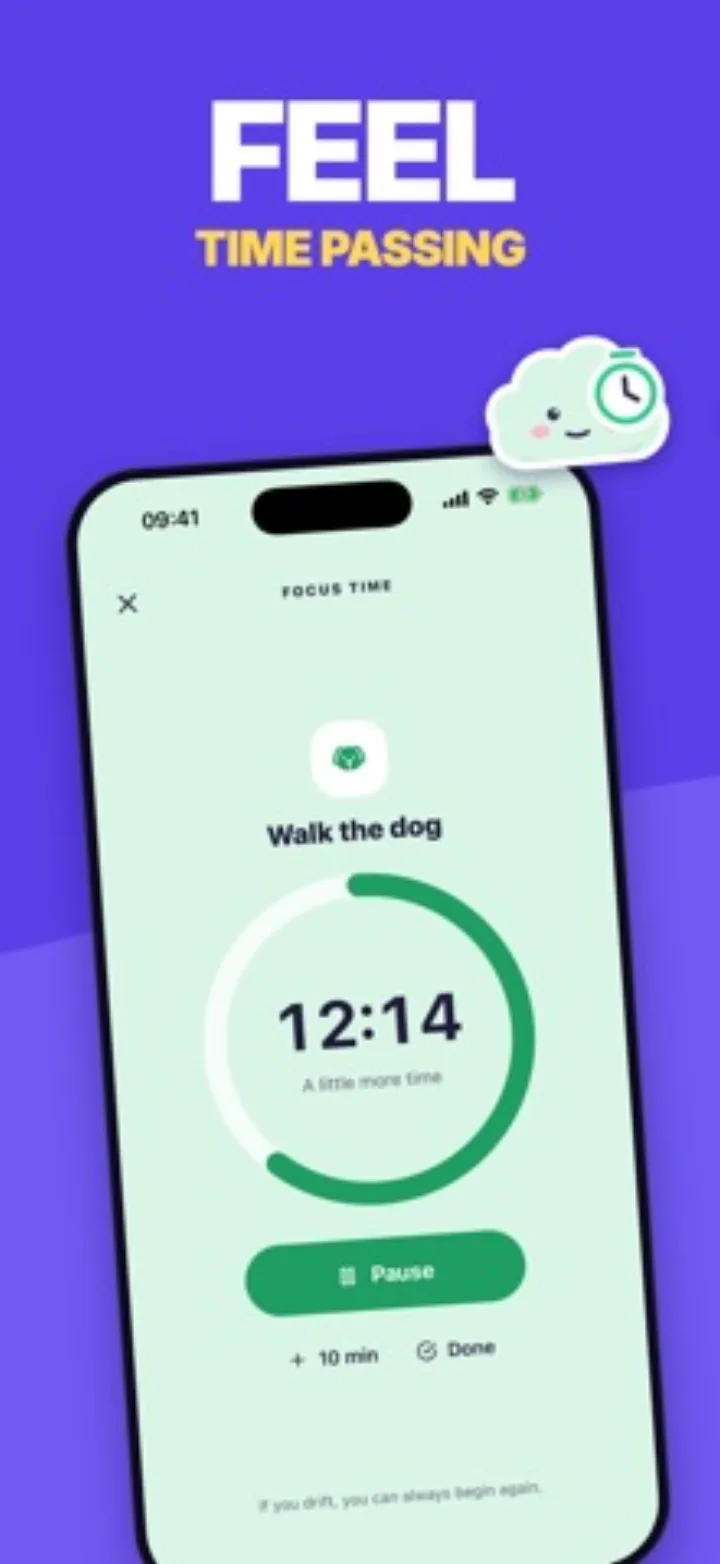 FEEL
TIME PASSING
09:41
FOCUS TIME
Walk the dog
12:14
A little more time
Pause
+ 10 min
Done
If you drift, you can always begin again.